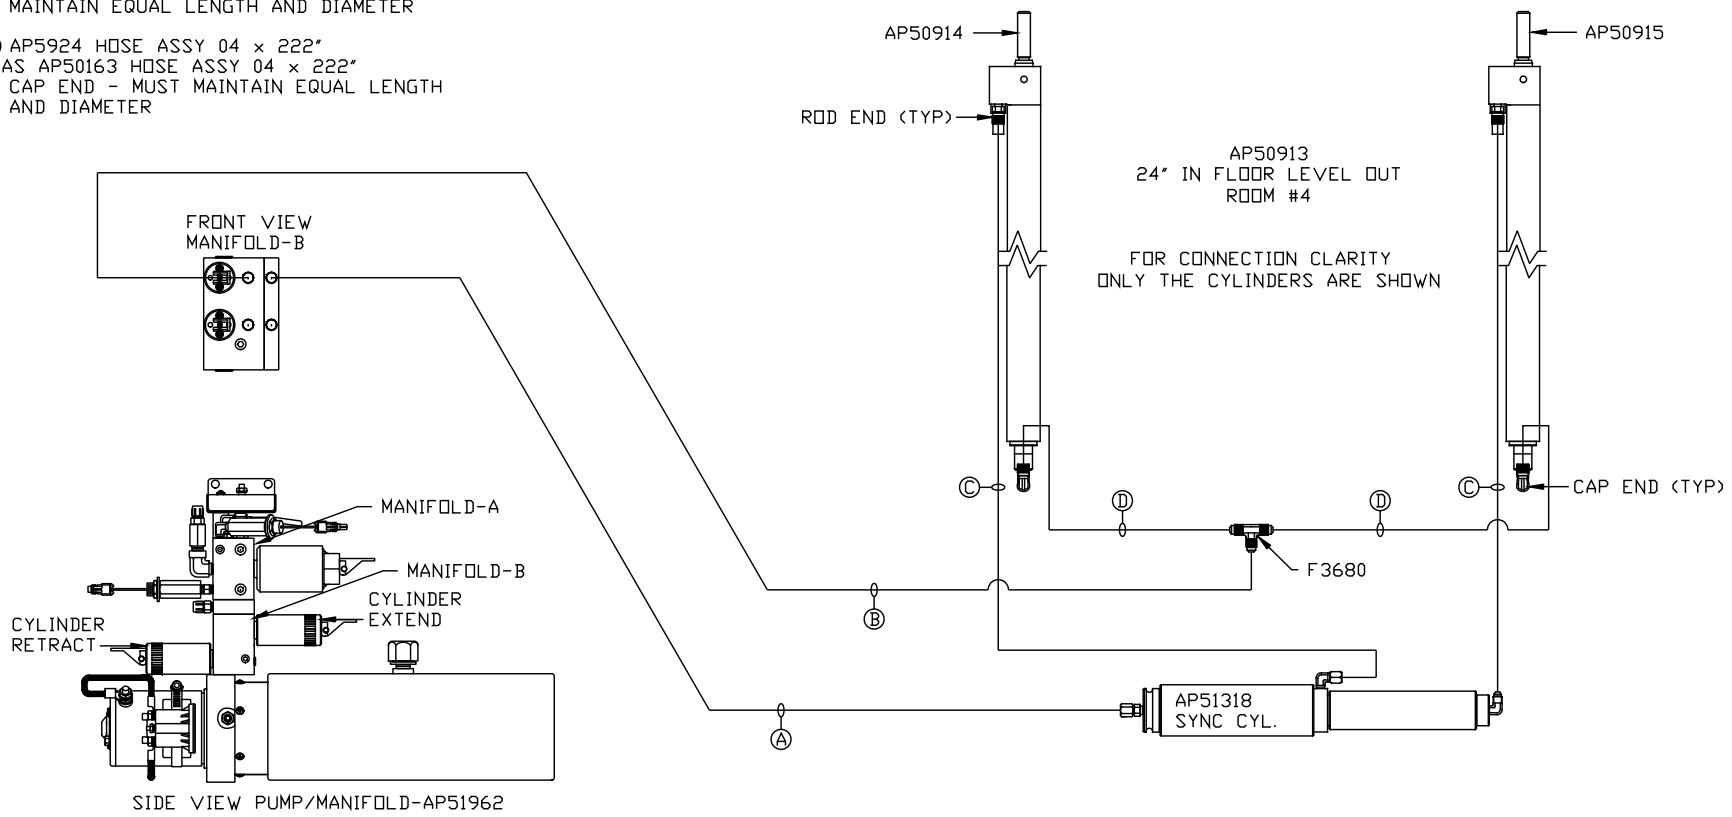 MAINTAIN EQUAL LENGTH AND DIAMETER
) AP5924 HOSE ASSY 04 x 222"
AS AP50163 HOSE ASSY 04 x 222"
CAP END - MUST MAINTAIN EQUAL LENGTH
AND DIAMETER
AP50914
AP50915
ROD END (TYP)
AP50913
24" IN FLOOR LEVEL OUT
ROOM #4
FOR CONNECTION CLARITY
ONLY THE CYLINDERS ARE SHOWN
FRONT VIEW
MANIFOLD-B
C
C
CAP END (TYP)
D
D
MANIFOLD-A
F3680
MANIFOLD-B
CYLINDER
EXTEND
B
CYLINDER
RETRACT
AP51318
SYNC CYL.
A
SIDE VIEW PUMP/MANIFOLD-AP51962